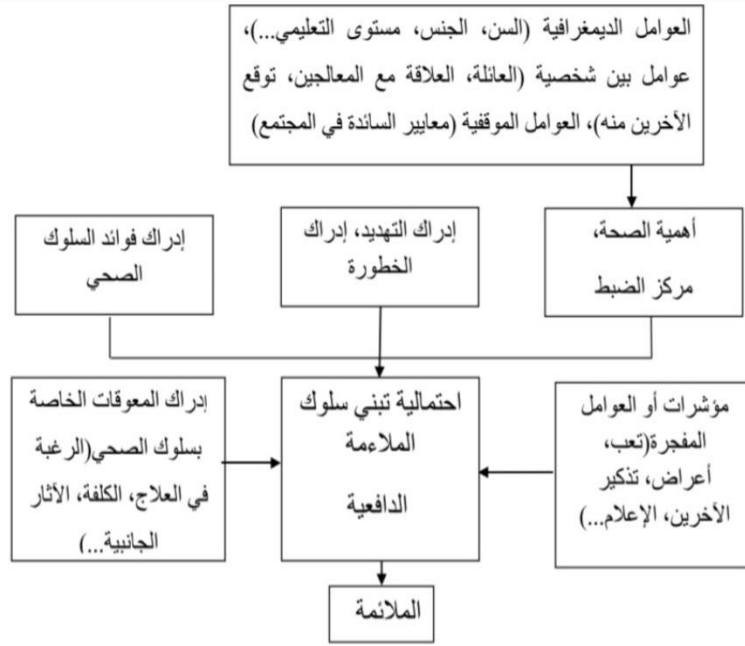 العوامل الديمغرافية (السن، الجنس، مستوى التعليمي...)،
عوامل بين شخصية (العائلة، العلاقة مع المعالجين، توقع
الآخرين منه)، العوامل الموقفية (معايير السائدة في المجتمع)
أهمية الصحة،
مركز الضبط
إدراك التهديد، إدراك
الخطورة
إدراك فوائد السلوك
الصحي
مؤشرات أو العوامل
المفجرة(تعب،
أعراض، تذكير
الآخرين، الإعلام...)
احتمالية تبني سلوك
الملاءمة
الدافعية
إدراك المعوقات الخاصة
بسلوك الصحي(الرغبة
في العلاج، الكلفة، الآثار
الجانبية...)
الملائمة